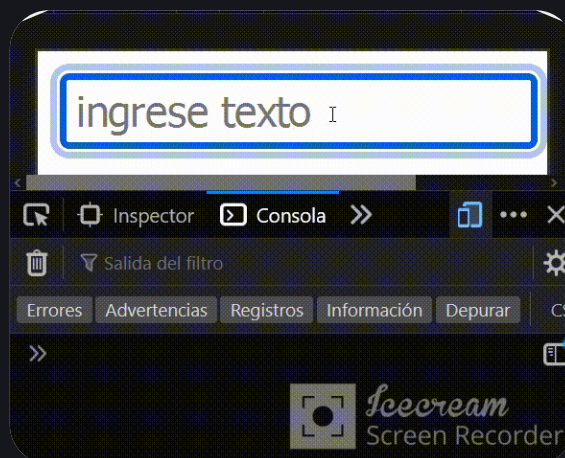 ingrese texto
Inspector Consola
Salida del filtro
Errores Advertencias Registros Información Depurar CS
Icecream
Screen Recorder